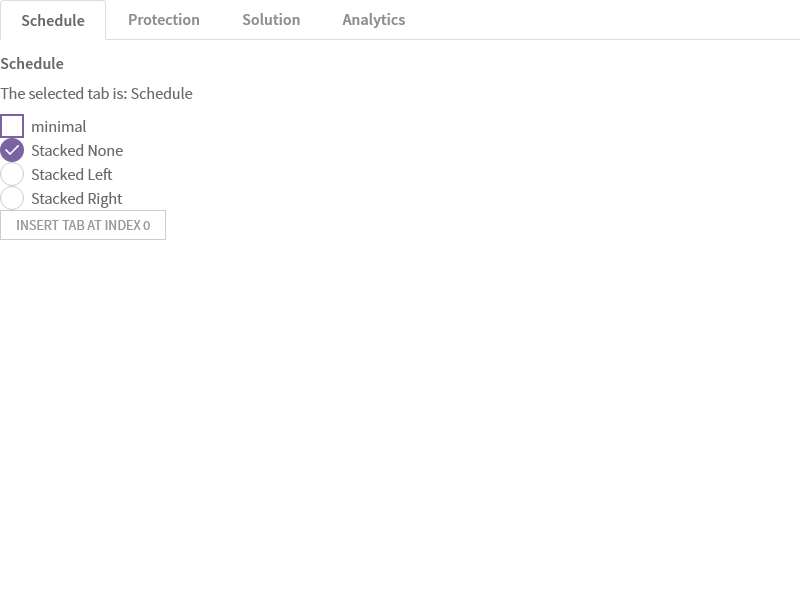 Schedule Protection Solution Analytics
Schedule
The selected tab is: Schedule
minimal
Stacked None
Stacked Left
Stacked Right
INSERT TAB AT INDEX 0